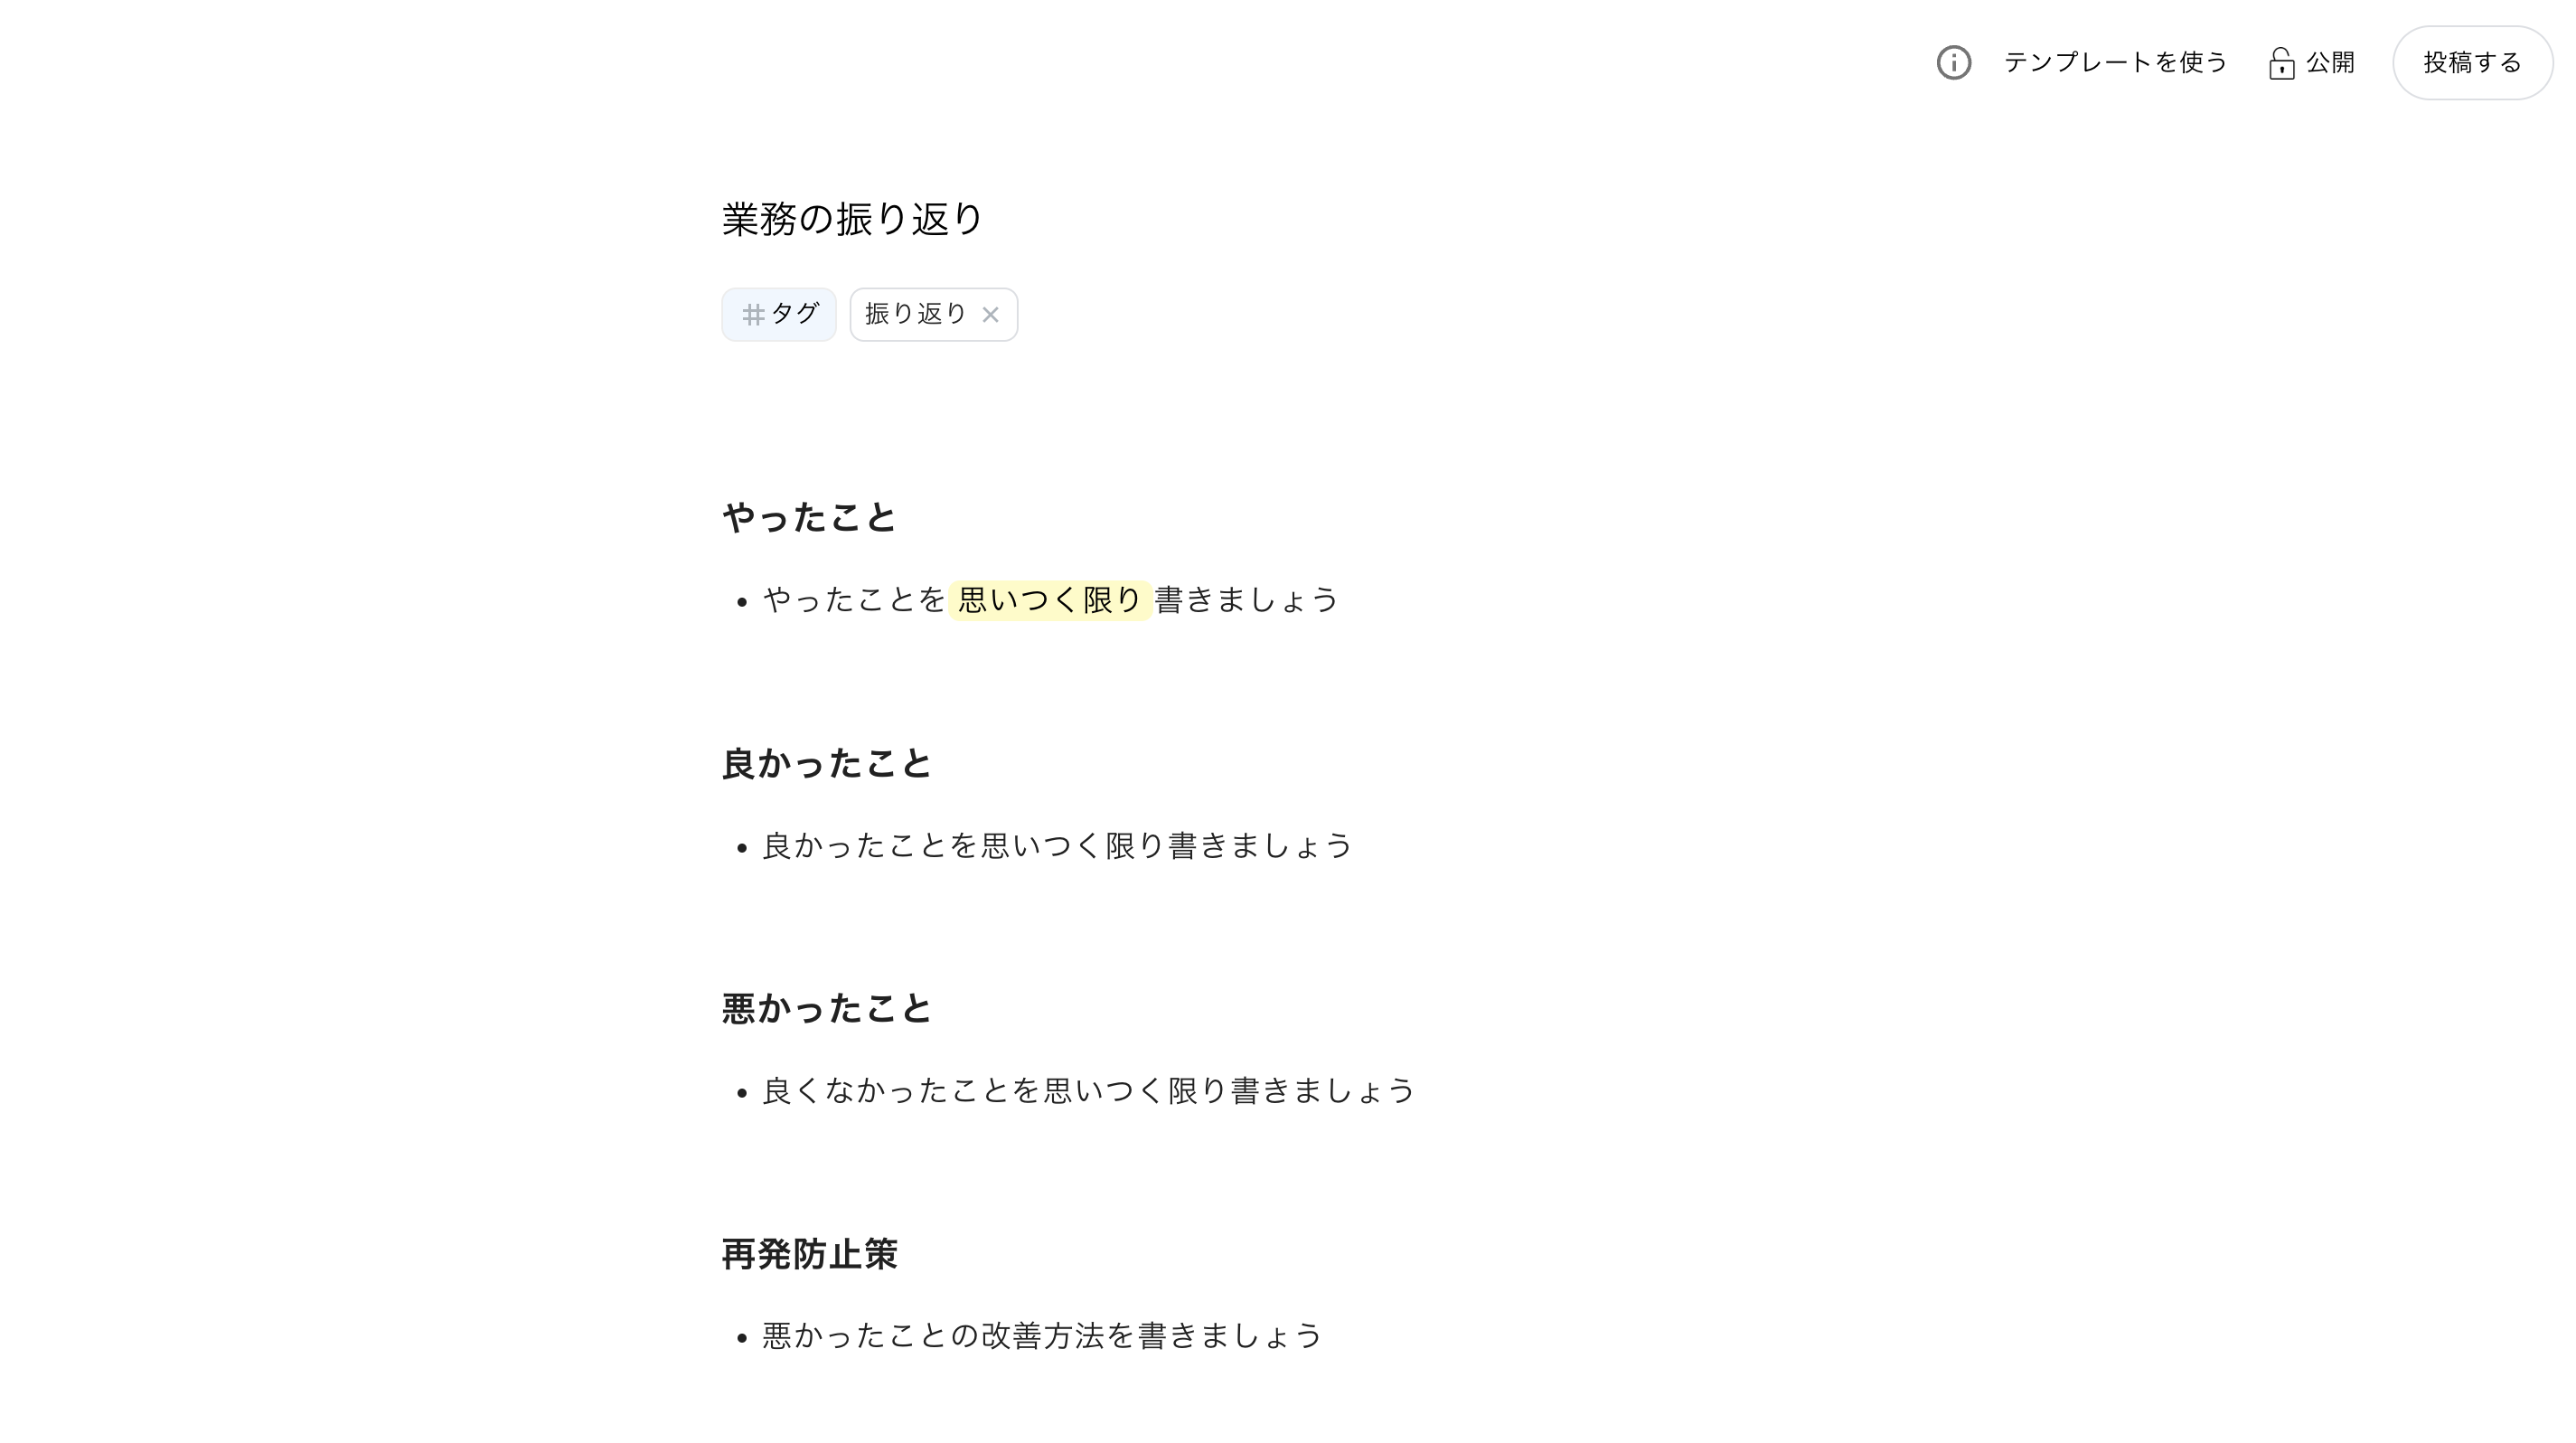 テンプレートを使う 公開 投稿する
業務の振り返り
タグ 振り返り
やったこと
やったことを思いつく限り書きましょう
良かったこと
良かったことを思いつく限り書きましょう
悪かったこと
良くなかったことを思いつく限り書きましょう
再発防止策
悪かったことの改善方法を書きましょう